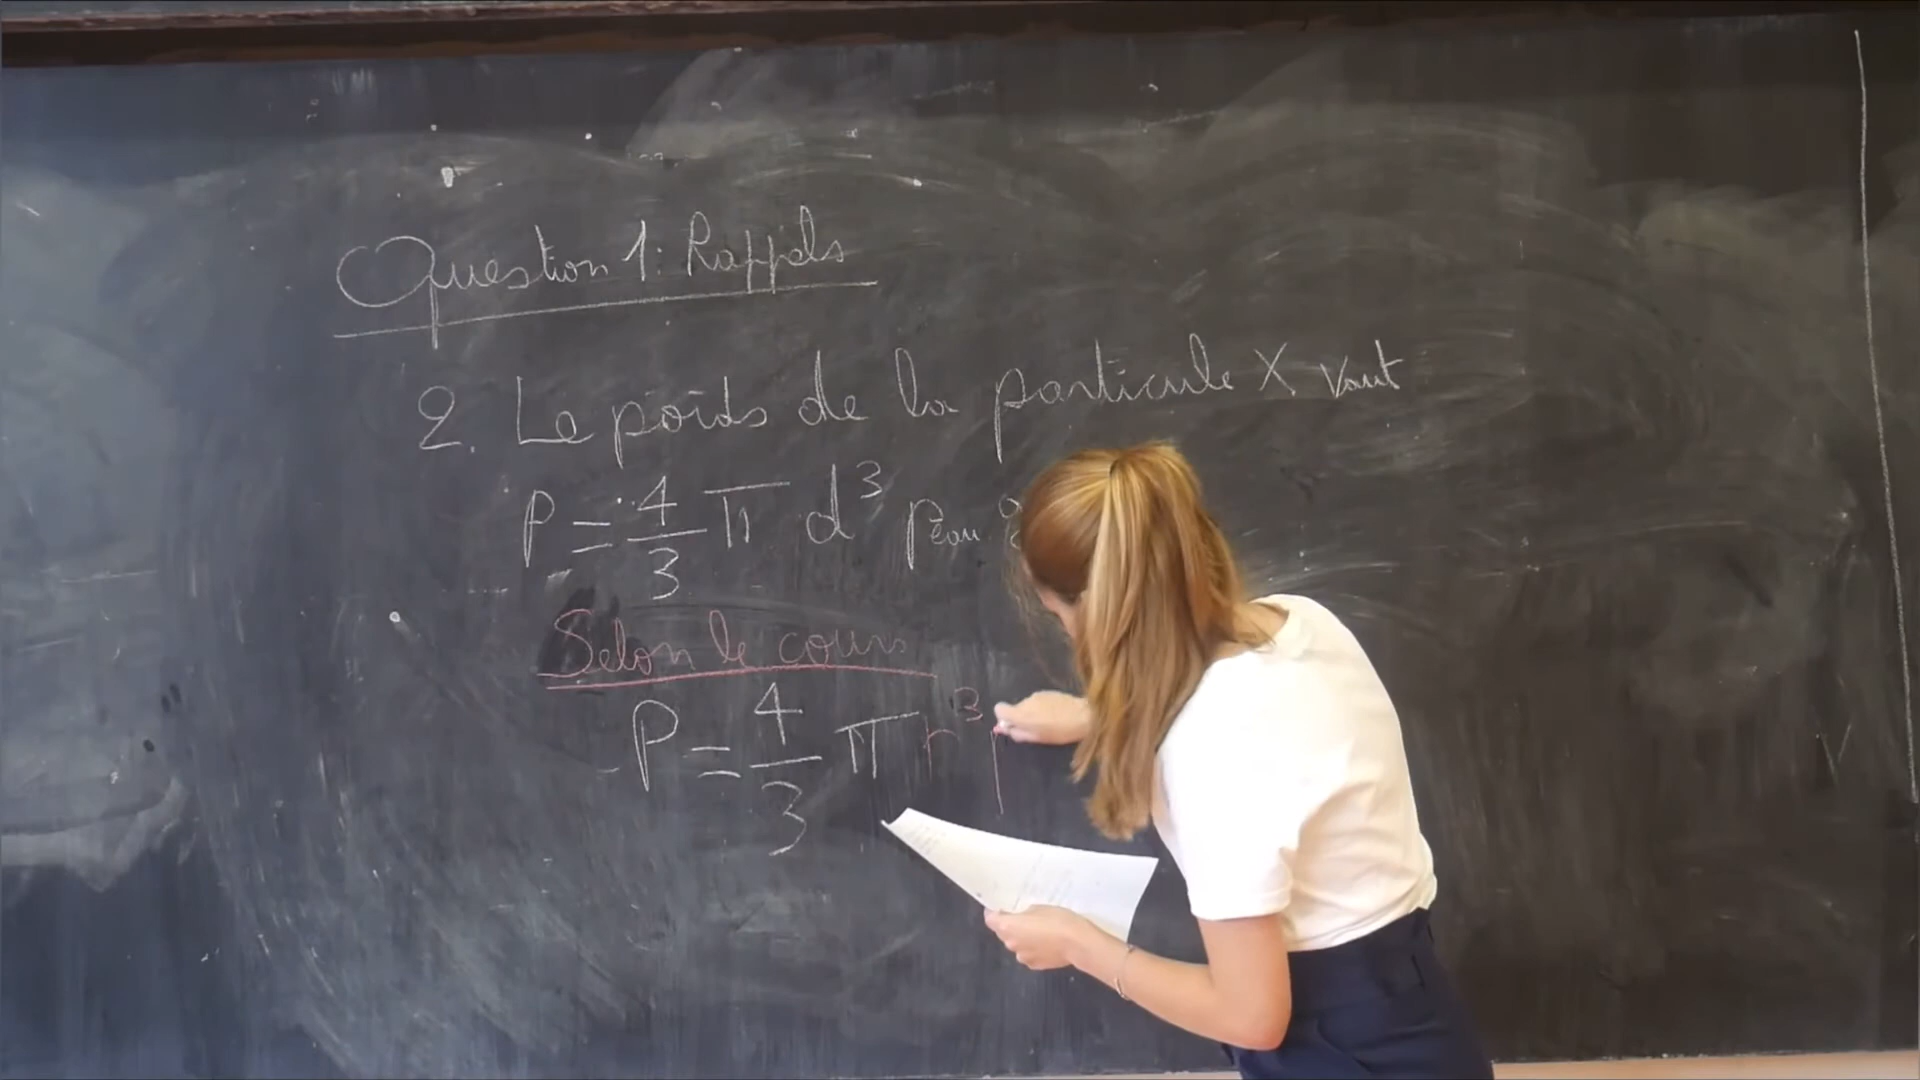 Question 1: Rappels
2. Le poids de la particule X vaut
P = 4/3 π d³ ρeau g
Selon le cours
P = 4/3 π r³ ρ